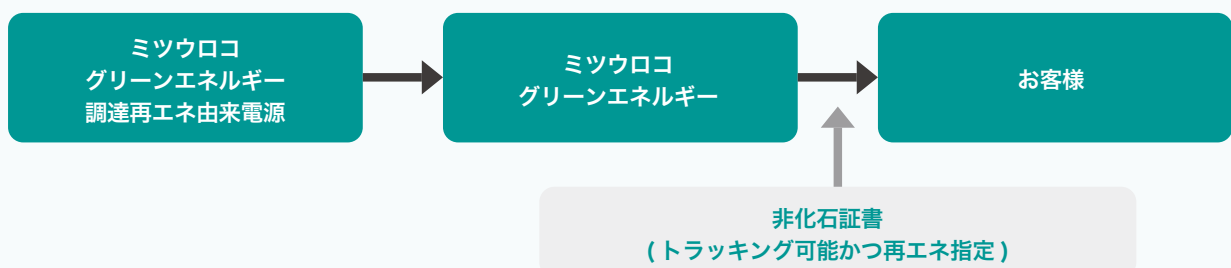 ミツウロコ
グリーンエネルギー
調達再エネ由来電源
ミツウロコ
グリーンエネルギー
お客様
非化石証書
(トラッキング可能かつ再エネ指定)